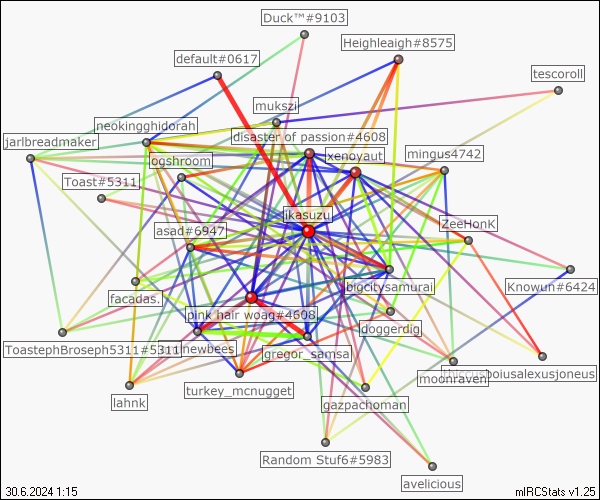 Duck™#9103
Heighleaigh#8575
default#0617
tescoroll
mukszi
neokingghidorah
disaster of passion#4608
jarlbreadmaker
ogshroom
xenoyaut
mingus4742
Toast#5311
ikasuzu
ZeeHonK
asad#6947
bigcitysamurai
Knowun#6424
facadas.
pink hair woag#4608
doggerdig
ToastephBroseph5311#5311
newbees
gregor_samsa
moonraven
boiusalexusjoneus
turkey_mcnugget
lahnk
gazpachoman
Random Stuf6#5983
avelicious
30.6.2024 1:15
mIRCStats v1.25